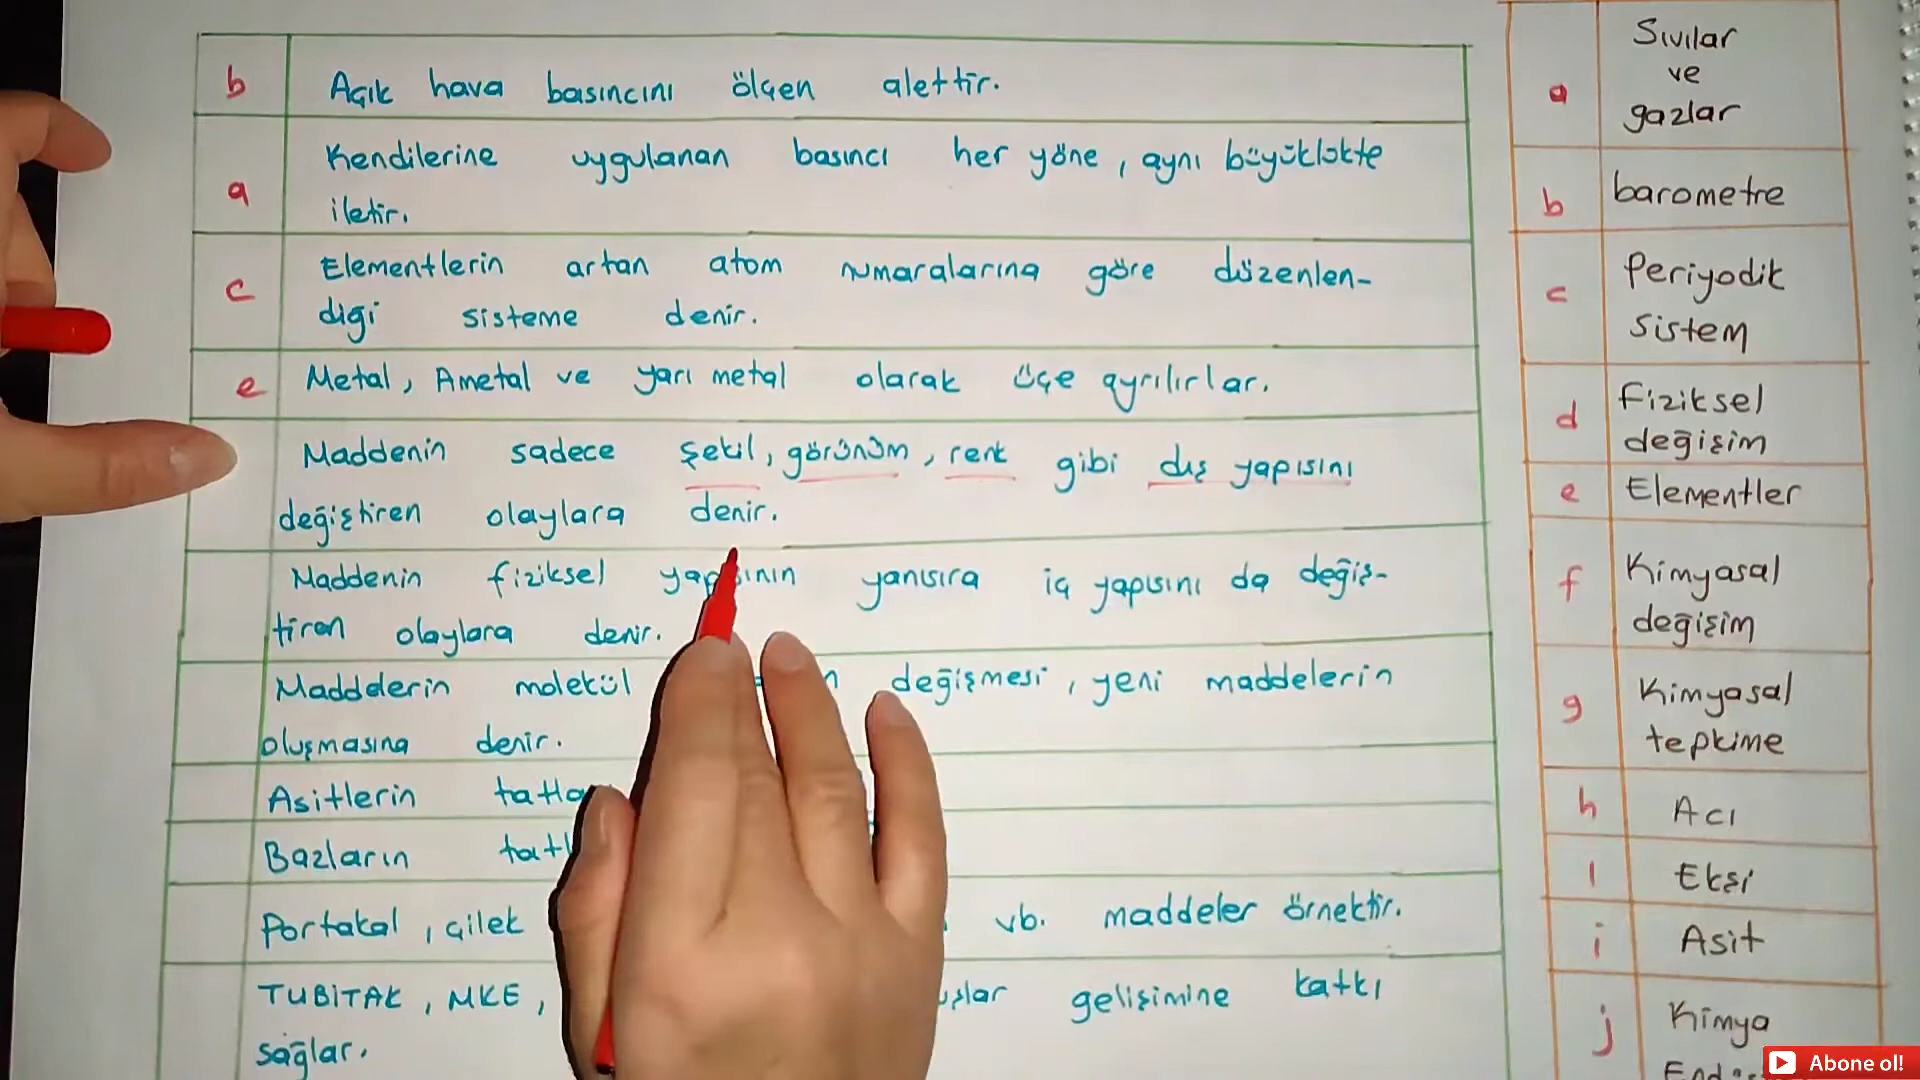 b
Açık hava basıncını ölçen alettir.
a
Kendilerine uygulanan basıncı her yöne, aynı büyüklükte
iletir.
c
Elementlerin artan atom numaralarına göre düzenlen-
diği sisteme denir.
e
Metal, Ametal ve yarı metal olarak üçe ayrılırlar.
Maddenin sadece şekil, görünüm, renk gibi dış yapısını
değiştiren olaylara denir.
Maddenin fiziksel yapısının yanısıra iç yapısını da değiş-
tiren olaylara denir.
Maddelerin molekül değişmesi, yeni maddelerin
oluşmasına denir.
Asitlerin
Bazların
Portakal, çilek vb. maddeler örnektir.
TUBİTAK, MKE, gelişimine katkı
sağlar.
a
Sıvılar
ve
gazlar
b
barometre
c
Periyodik
sistem
d
Fiziksel
değişim
e
Elementler
f
Kimyasal
değişim
g
Kimyasal
tepkime
h
Acı
ı
Ekşi
i
Asit
j
Kimya
Abone ol!